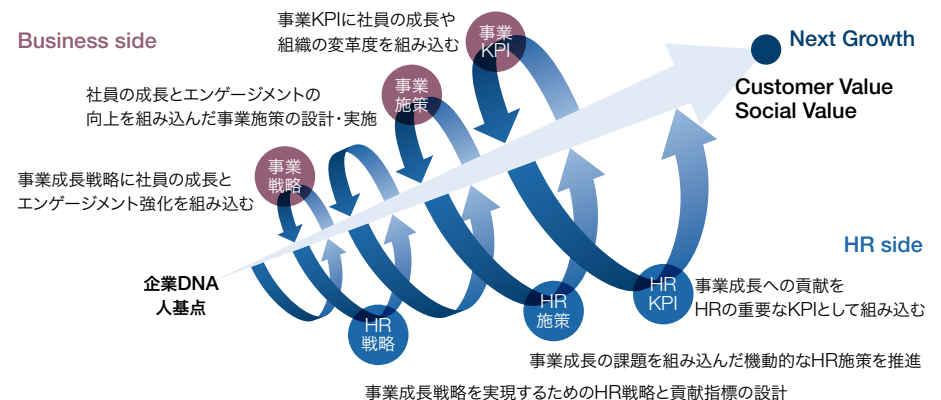 Business side
事業KPIに社員の成長や
組織の変革度を組み込む
事業
KPI
Next Growth
Customer Value
Social Value
社員の成長とエンゲージメントの
向上を組み込んだ事業施策の設計・実施
事業
施策
事業成長戦略に社員の成長と
エンゲージメント強化を組み込む
事業
戦略
企業DNA
人基点
HR side
HR
戦略
HR
施策
HR
KPI
事業成長への貢献を
HRの重要なKPIとして組み込む
事業成長の課題を組み込んだ機動的なHR施策を推進
事業成長戦略を実現するためのHR戦略と貢献指標の設計